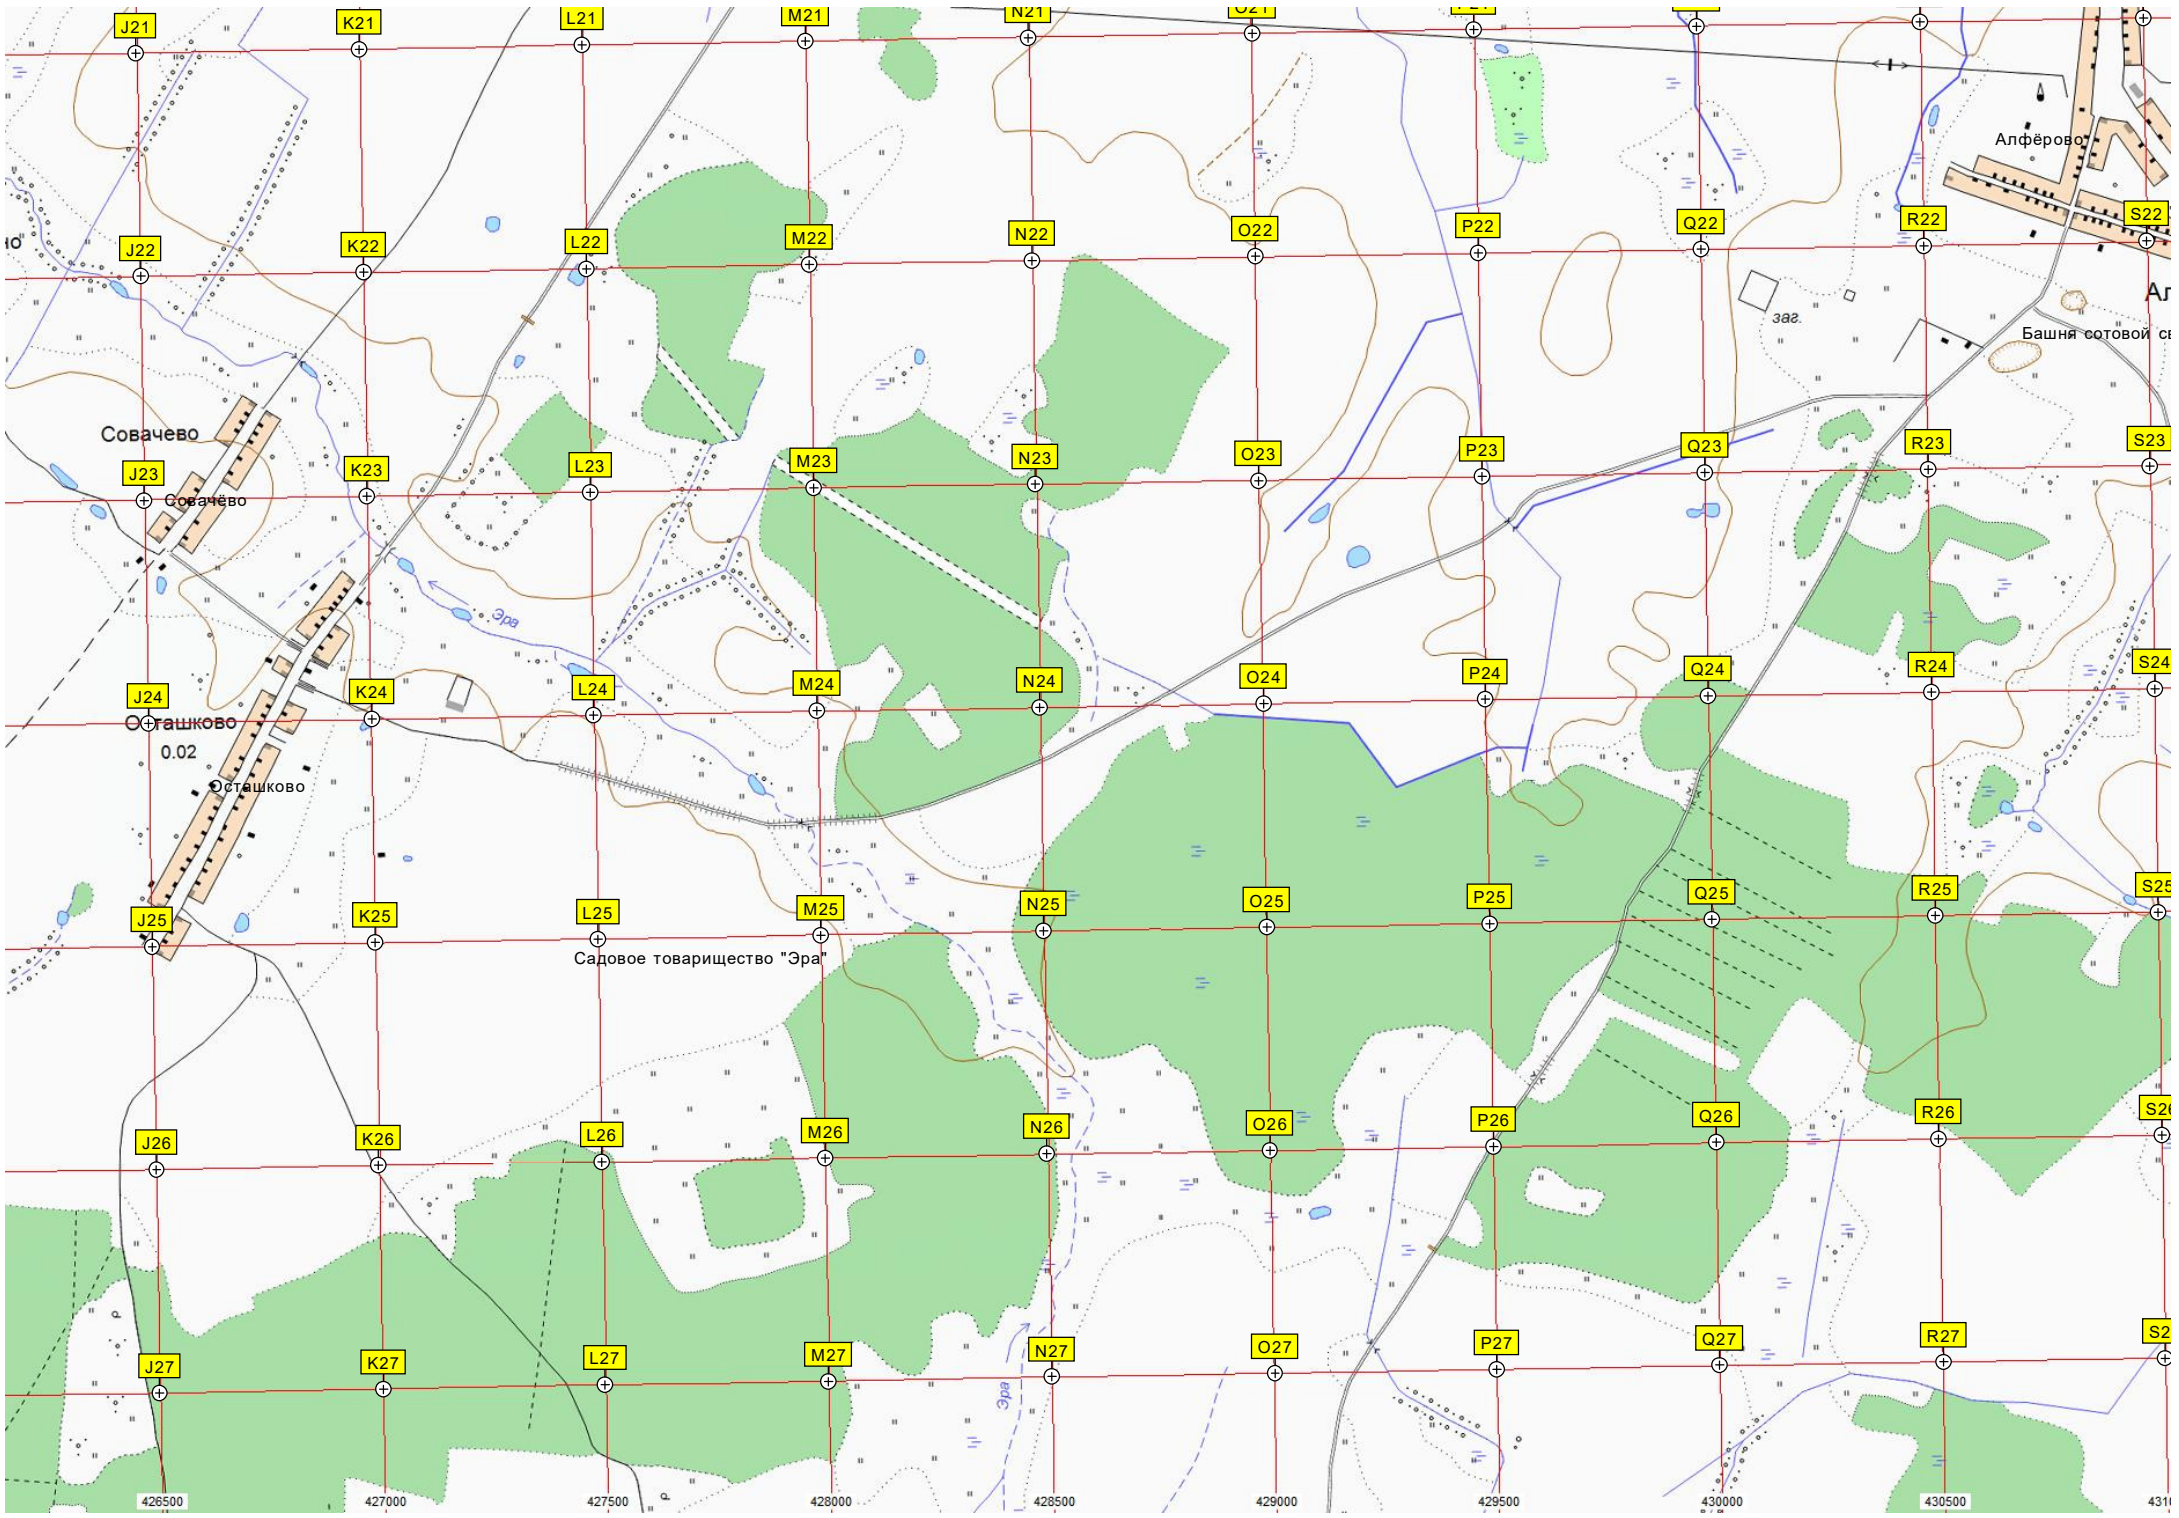 J21 K21 L21 M21 N21 O21
Алфёрово
J22 K22 L22 M22 N22 O22 P22 Q22 R22 S22
заг.
Башня сотовой
Совачево
J23 K23 L23 M23 N23 O23 P23 Q23 R23 S23
Совачёво
Эра
J24 K24 L24 M24 N24 O24 P24 Q24 R24 S24
Осташково
0.02
Осташково
J25 K25 L25 M25 N25 O25 P25 Q25 R25 S25
Садовое товарищество "Эра"
J26 K26 L26 M26 N26 O26 P26 Q26 R26 S26
J27 K27 L27 M27 N27 O27 P27 Q27 R27
Эра
426500 427000 427500 428000 428500 429000 429500 430000 430500